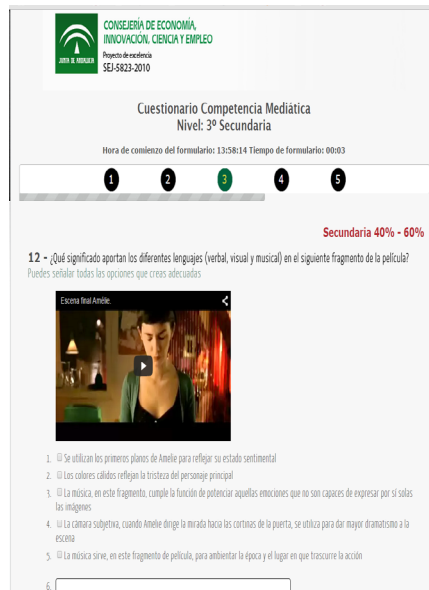 CONSEJERÍA DE ECONOMÍA,
INNOVACIÓN, CIENCIA Y EMPLEO
Proyecto de excelencia
SEJ-5823-2010
JUNTA DE ANDALUCIA
Cuestionario Competencia Mediática
Nivel: 3º Secundaria
Hora de comienzo del formulario: 13:58:14 Tiempo de formulario: 00:03
1 2 3 4 5
Secundaria 40% - 60%
12 - ¿Qué significado aportan los diferentes lenguajes (verbal, visual y musical) en el siguiente fragmento de la película?
Puedes señalar todas las opciones que creas adecuadas
Escena final Amélie.
1. Se utilizan los primeros planos de Amelie para reflejar su estado sentimental
2. Los colores cálidos reflejan la tristeza del personaje principal
3. La música, en este fragmento, cumple la función de potenciar aquellas emociones que no son capaces de expresar por sí solas
las imágenes
4. La cámara subjetiva, cuando Amelie dirige la mirada hacia las cortinas de la puerta, se utiliza para dar mayor dramatismo a la
escena
5. La música sirve, en este fragmento de película, para ambientar la época y el lugar en que trascurre la acción
6.